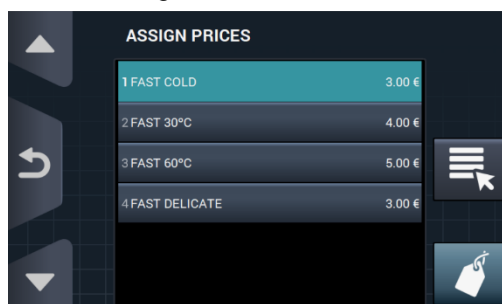 ASSIGN PRICES
1 FAST COLD 3.00 €
2 FAST 30ºC 4.00 €
3 FAST 60ºC 5.00 €
4 FAST DELICATE 3.00 €